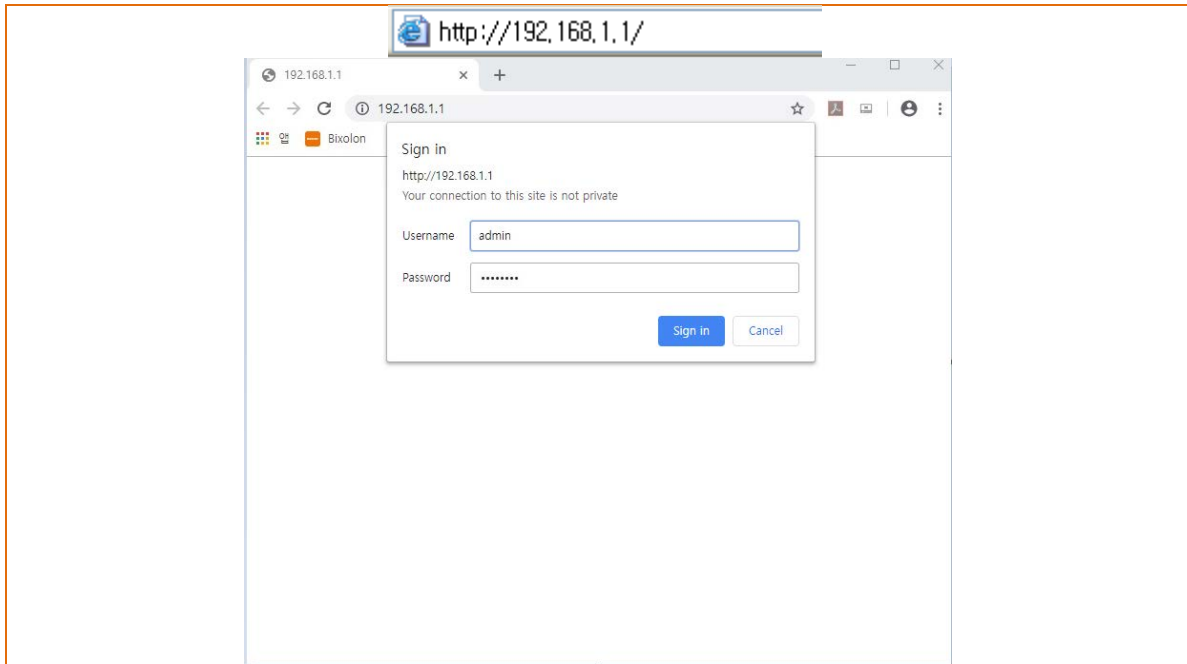 http://192,168,1,1/
192.168.1.1
192.168.1.1
앱 Bixolon
Sign in
http://192.168.1.1
Your connection to this site is not private
Username admin
Password ••••••••
Sign in Cancel